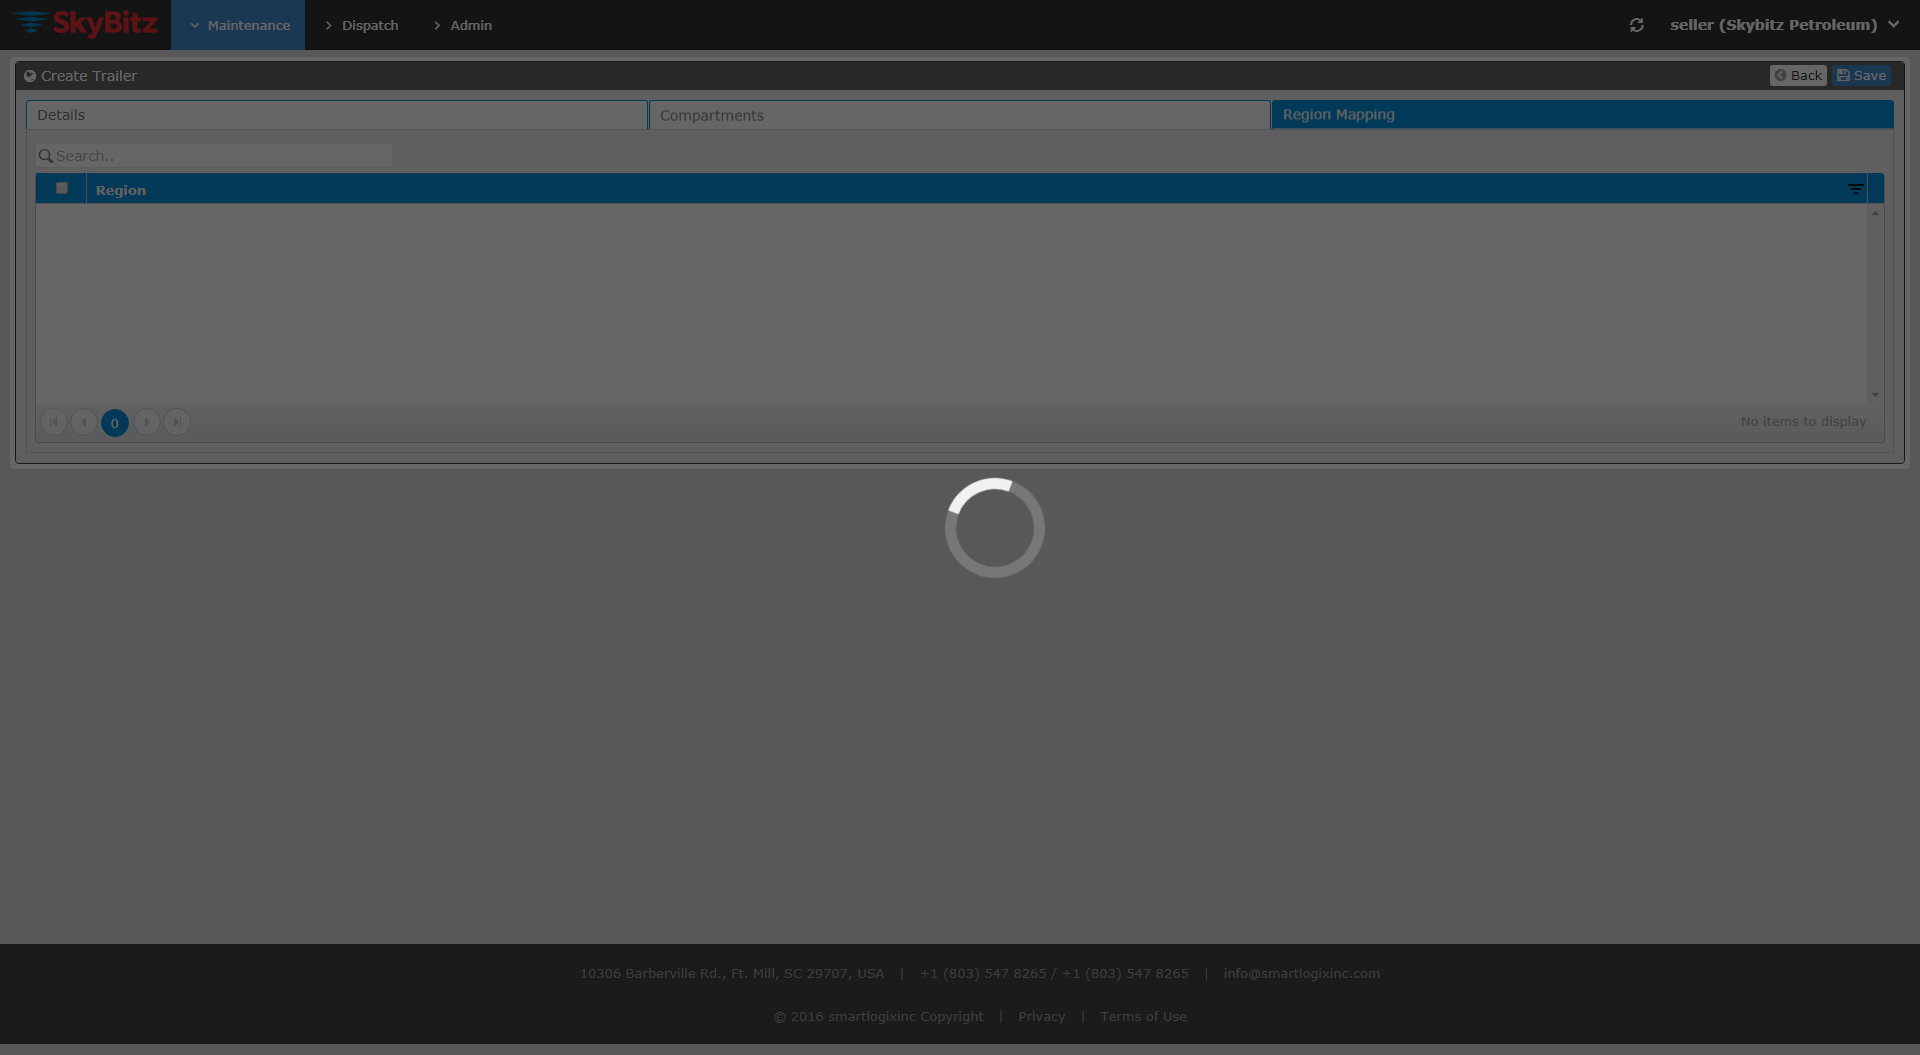 SkyBitz Maintenance Dispatch Admin seller (Skybitz Petroleum)
Create Trailer Back Save
Details Compartments Region Mapping
Search..
Region
0 No items to display
10306 Barberville Rd., Ft. Mill, SC 29707, USA | +1 (803) 547 8265 / +1 (803) 547 8265 | info@smartlogixinc.com
© 2016 smartlogixinc Copyright | Privacy | Terms of Use